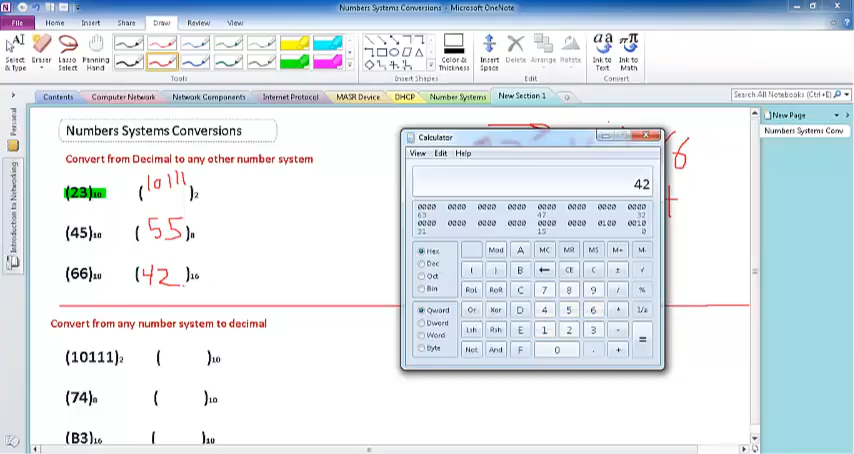 Numbers Systems Conversions - Microsoft OneNote
File Home Insert Share Draw Review View
Select & Type Eraser Lasso Select Panning Hand Color & Thickness Insert Space Delete Arrange Rotate Ink to Text Ink to Math
Tools Insert Shapes Edit Convert
Contents Computer Network Network Components Internet Protocol MASR Device DHCP Number Systems New Section 1 Search All Notebooks (Ctrl+E)
Personal
Introduction to Networking
New Page
Numbers Systems Conv
Numbers Systems Conversions
Convert from Decimal to any other number system
(23)10 (10111)2
(45)10 (55)8
(66)10 (42)16
Convert from any number system to decimal
(10111)2 ( )10
(74)8 ( )10
(B3)16 ( )10
6
Calculator
View Edit Help
42
0000 0000 0000 0000 0000 0000 0000 0000
63 47 32
0000 0000 0000 0000 0000 0000 0100 0010
31 15 0
Hex Mod A MC MR MS M+ M-
Dec ( ) B ← CE C ± √
Oct
Bin RoL RoR C 7 8 9 / %
Qword Or Xor D 4 5 6 * 1/x
Dword Lsh Rsh E 1 2 3 - =
Word
Byte Not And F 0 . +